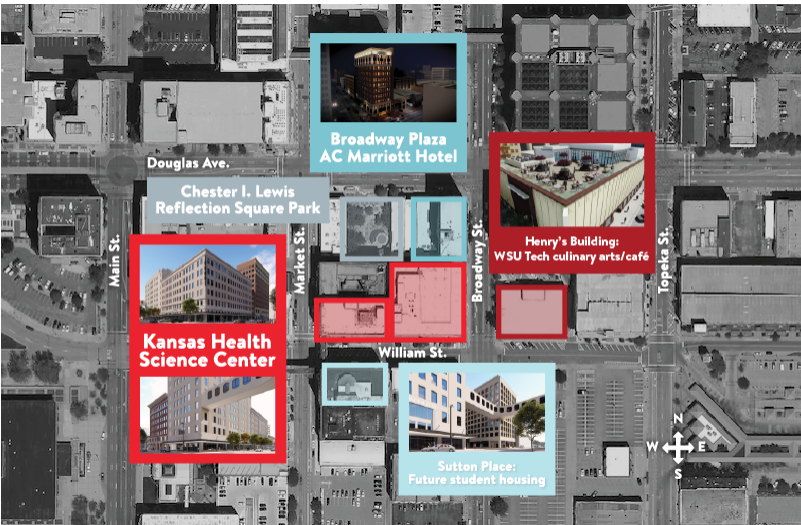 Broadway Plaza
AC Marriott Hotel
Douglas Ave.
Chester I. Lewis
Reflection Square Park
Henry's Building:
WSU Tech culinary arts/café
Main St.
Market St.
Broadway St.
Topeka St.
Kansas Health
Science Center
William St.
Sutton Place:
Future student housing
N
W E
S